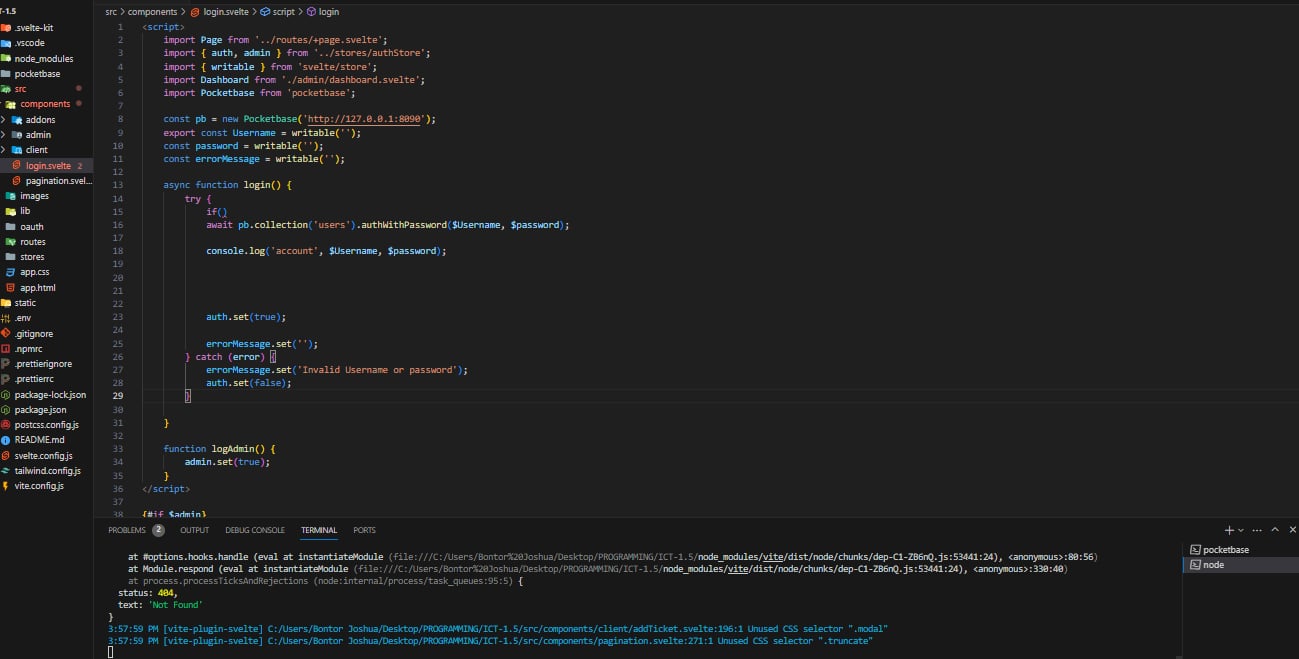 T-1.5
.svelte-kit
.vscode
node_modules
pocketbase
src
components
addons
admin
client
login.svelte 2
pagination.svel...
images
lib
oauth
routes
stores
app.css
app.html
static
.env
.gitignore
.npmrc
.prettierignore
.prettierrc
package-lock.json
package.json
postcss.config.js
README.md
svelte.config.js
tailwind.config.js
vite.config.js
src > components > login.svelte > script > login
1 <script>
2 import Page from '../routes/+page.svelte';
3 import { auth, admin } from '../stores/authStore';
4 import { writable } from 'svelte/store';
5 import Dashboard from './admin/dashboard.svelte';
6 import Pocketbase from 'pocketbase';
7
8 const pb = new Pocketbase('http://127.0.0.1:8090');
9 export const Username = writable('');
10 const password = writable('');
11 const errorMessage = writable('');
12
13 async function login() {
14 try {
15 if()
16 await pb.collection('users').authWithPassword($Username, $password);
17
18 console.log('account', $Username, $password);
19
20
21
22
23 auth.set(true);
24
25 errorMessage.set('');
26 } catch (error) {
27 errorMessage.set('Invalid Username or password');
28 auth.set(false);
29 }
30
31 }
32
33 function logAdmin() {
34 admin.set(true);
35 }
36 </script>
37
38 {#if $admin}
PROBLEMS 2 OUTPUT DEBUG CONSOLE TERMINAL PORTS
at #options.hooks.handle (eval at instantiateModule (file:///C:/Users/Bontor%20Joshua/Desktop/PROGRAMMING/ICT-1.5/node_modules/vite/dist/node/chunks/dep-C1-ZB6nQ.js:53441:24), <anonymous>:80:56)
at Module.respond (eval at instantiateModule (file:///C:/Users/Bontor%20Joshua/Desktop/PROGRAMMING/ICT-1.5/node_modules/vite/dist/node/chunks/dep-C1-ZB6nQ.js:53441:24), <anonymous>:330:40)
at process.processTicksAndRejections (node:internal/process/task_queues:95:5) {
status: 404,
text: 'Not Found'
}
3:57:59 PM [vite-plugin-svelte] C:/Users/Bontor Joshua/Desktop/PROGRAMMING/ICT-1.5/src/components/client/addTicket.svelte:196:1 Unused CSS selector ".modal"
3:57:59 PM [vite-plugin-svelte] C:/Users/Bontor Joshua/Desktop/PROGRAMMING/ICT-1.5/src/components/pagination.svelte:271:1 Unused CSS selector ".truncate"
pocketbase
node